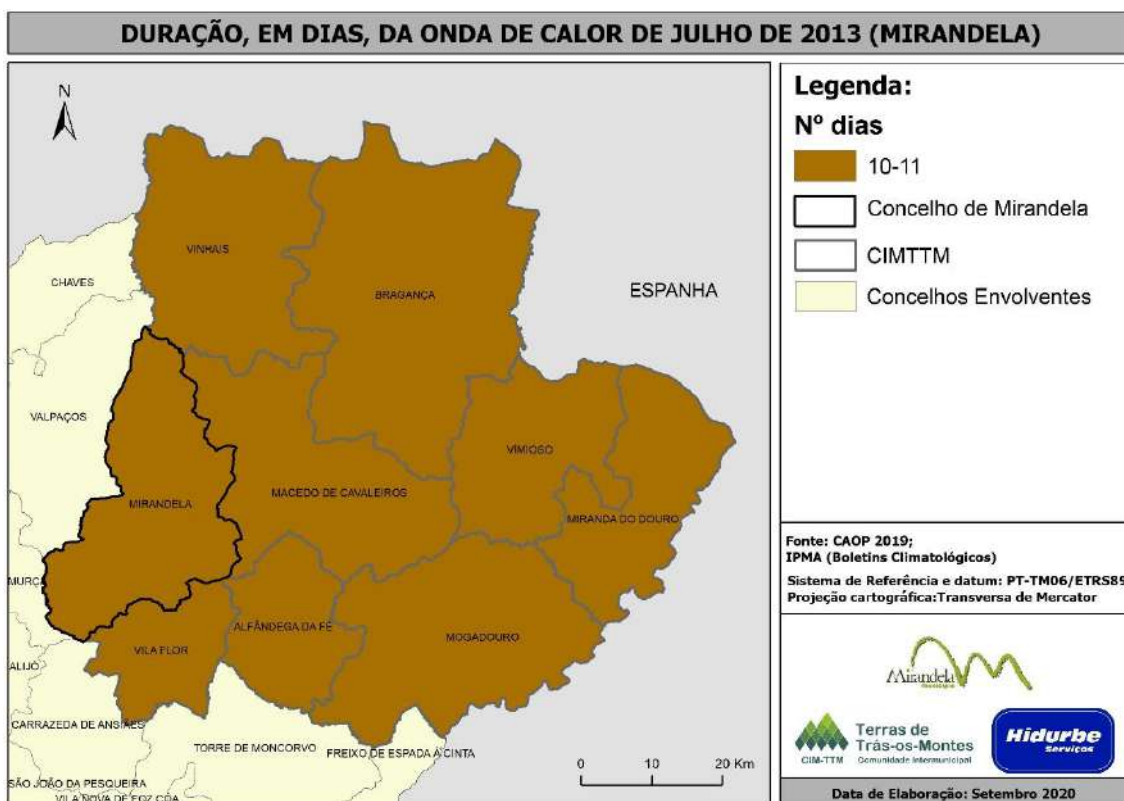 DURAÇÃO, EM DIAS, DA ONDA DE CALOR DE JULHO DE 2013 (MIRANDELA)
N
VINHAIS
CHAVES
BRAGANÇA
ESPANHA
VALPAÇOS
VIMIOSO
MACEDO DE CAVALEIROS
MIRANDELA
MIRANDA DO DOURO
MURÇA
ALFÂNDEGA DA FÉ
MOGADOURO
VILA FLOR
ALIJÓ
CARRAZEDA DE ANSIÃES
TORRE DE MONCORVO
FREIXO DE ESPADA À CINTA
SÃO JOÃO DA PESQUEIRA
VILA NOVA DE FOZ CÔA
0 10 20 Km
Legenda:
Nº dias
10-11
Concelho de Mirandela
CIMTTM
Concelhos Envolventes
Fonte: CAOP 2019;
IPMA (Boletins Climatológicos)
Sistema de Referência e datum: PT-TM06/ETRS89
Projeção cartográfica:Transversa de Mercator
Mirandela
Terras de
Trás-os-Montes
CIM-TTM Comunidade Intermunicipal
Hidurbe
Serviços
Data de Elaboração: Setembro 2020